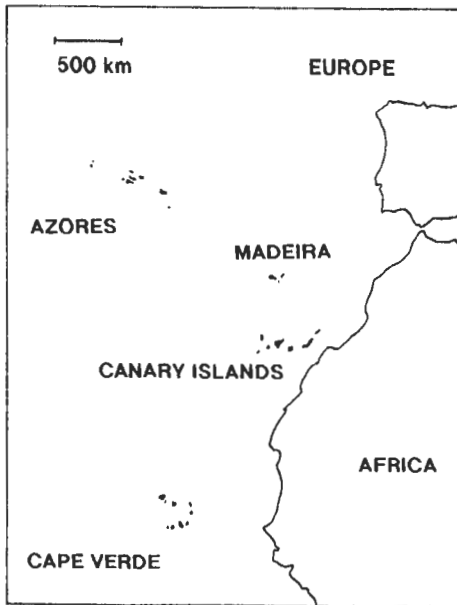 500 km
EUROPE
AZORES
MADEIRA
CANARY ISLANDS
AFRICA
CAPE VERDE